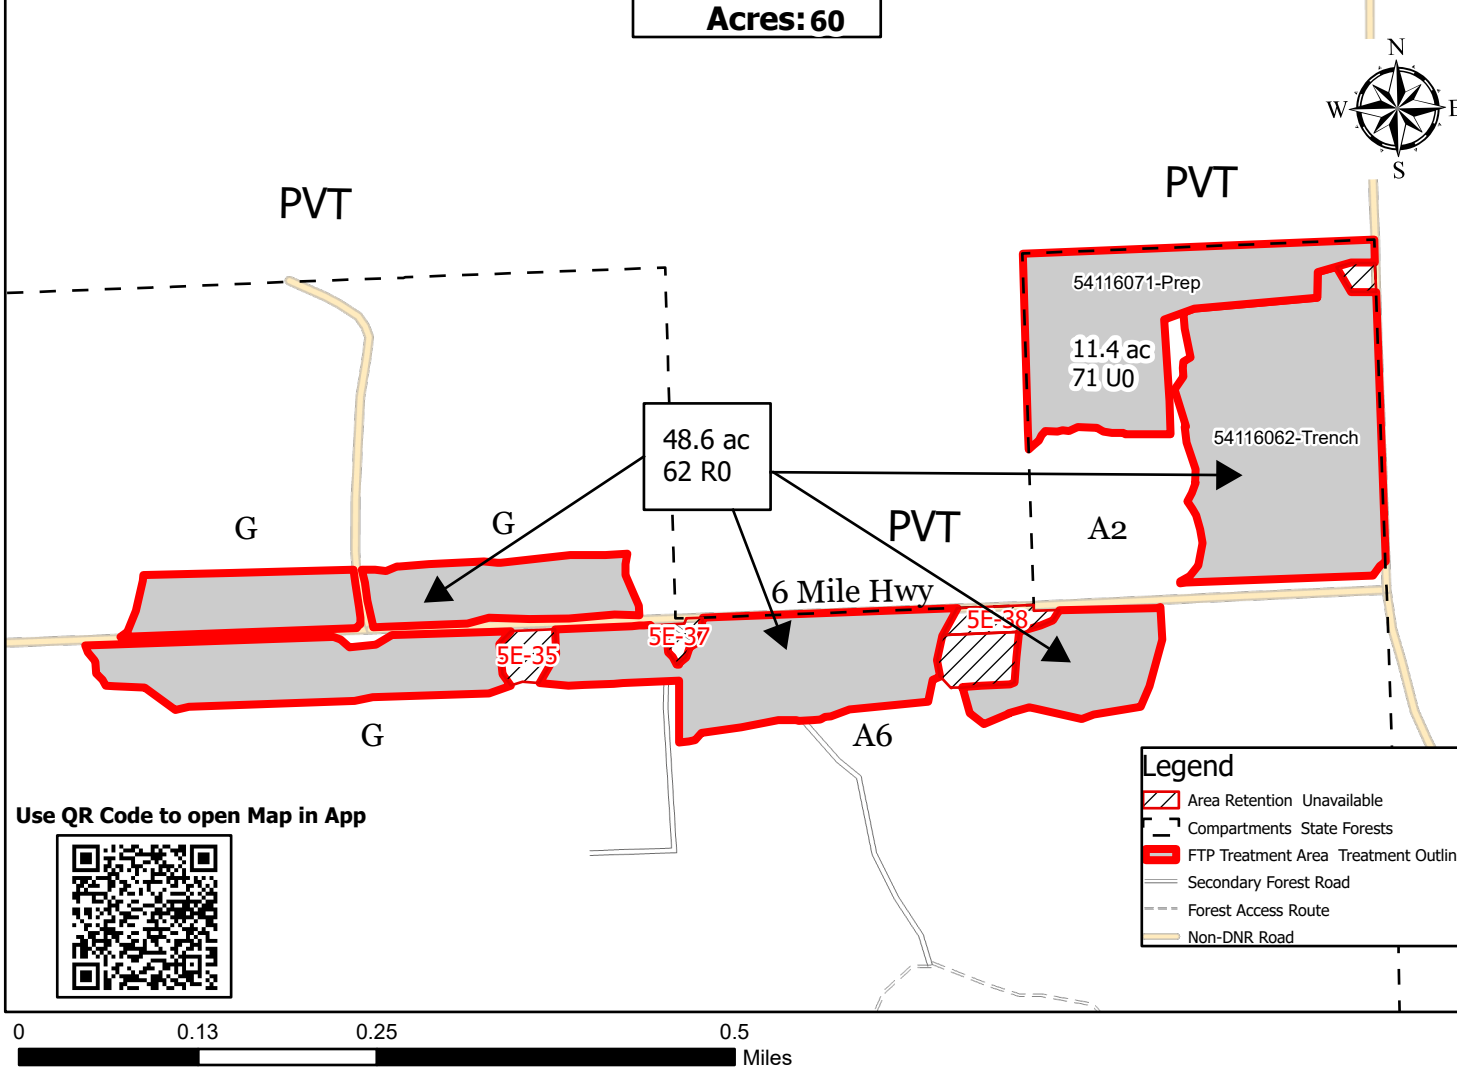 Acres: 60
N
W
E
S
PVT
PVT
54116071-Prep
11.4 ac
71 U0
54116062-Trench
48.6 ac
62 R0
G
G
PVT
A2
6 Mile Hwy
5E-38
5E-37
5E-35
G
A6
Legend
Area Retention Unavailable
Compartments State Forests
FTP Treatment Area Treatment Outlin
Secondary Forest Road
Forest Access Route
Non-DNR Road
Use QR Code to open Map in App
0 0.13 0.25 0.5
Miles